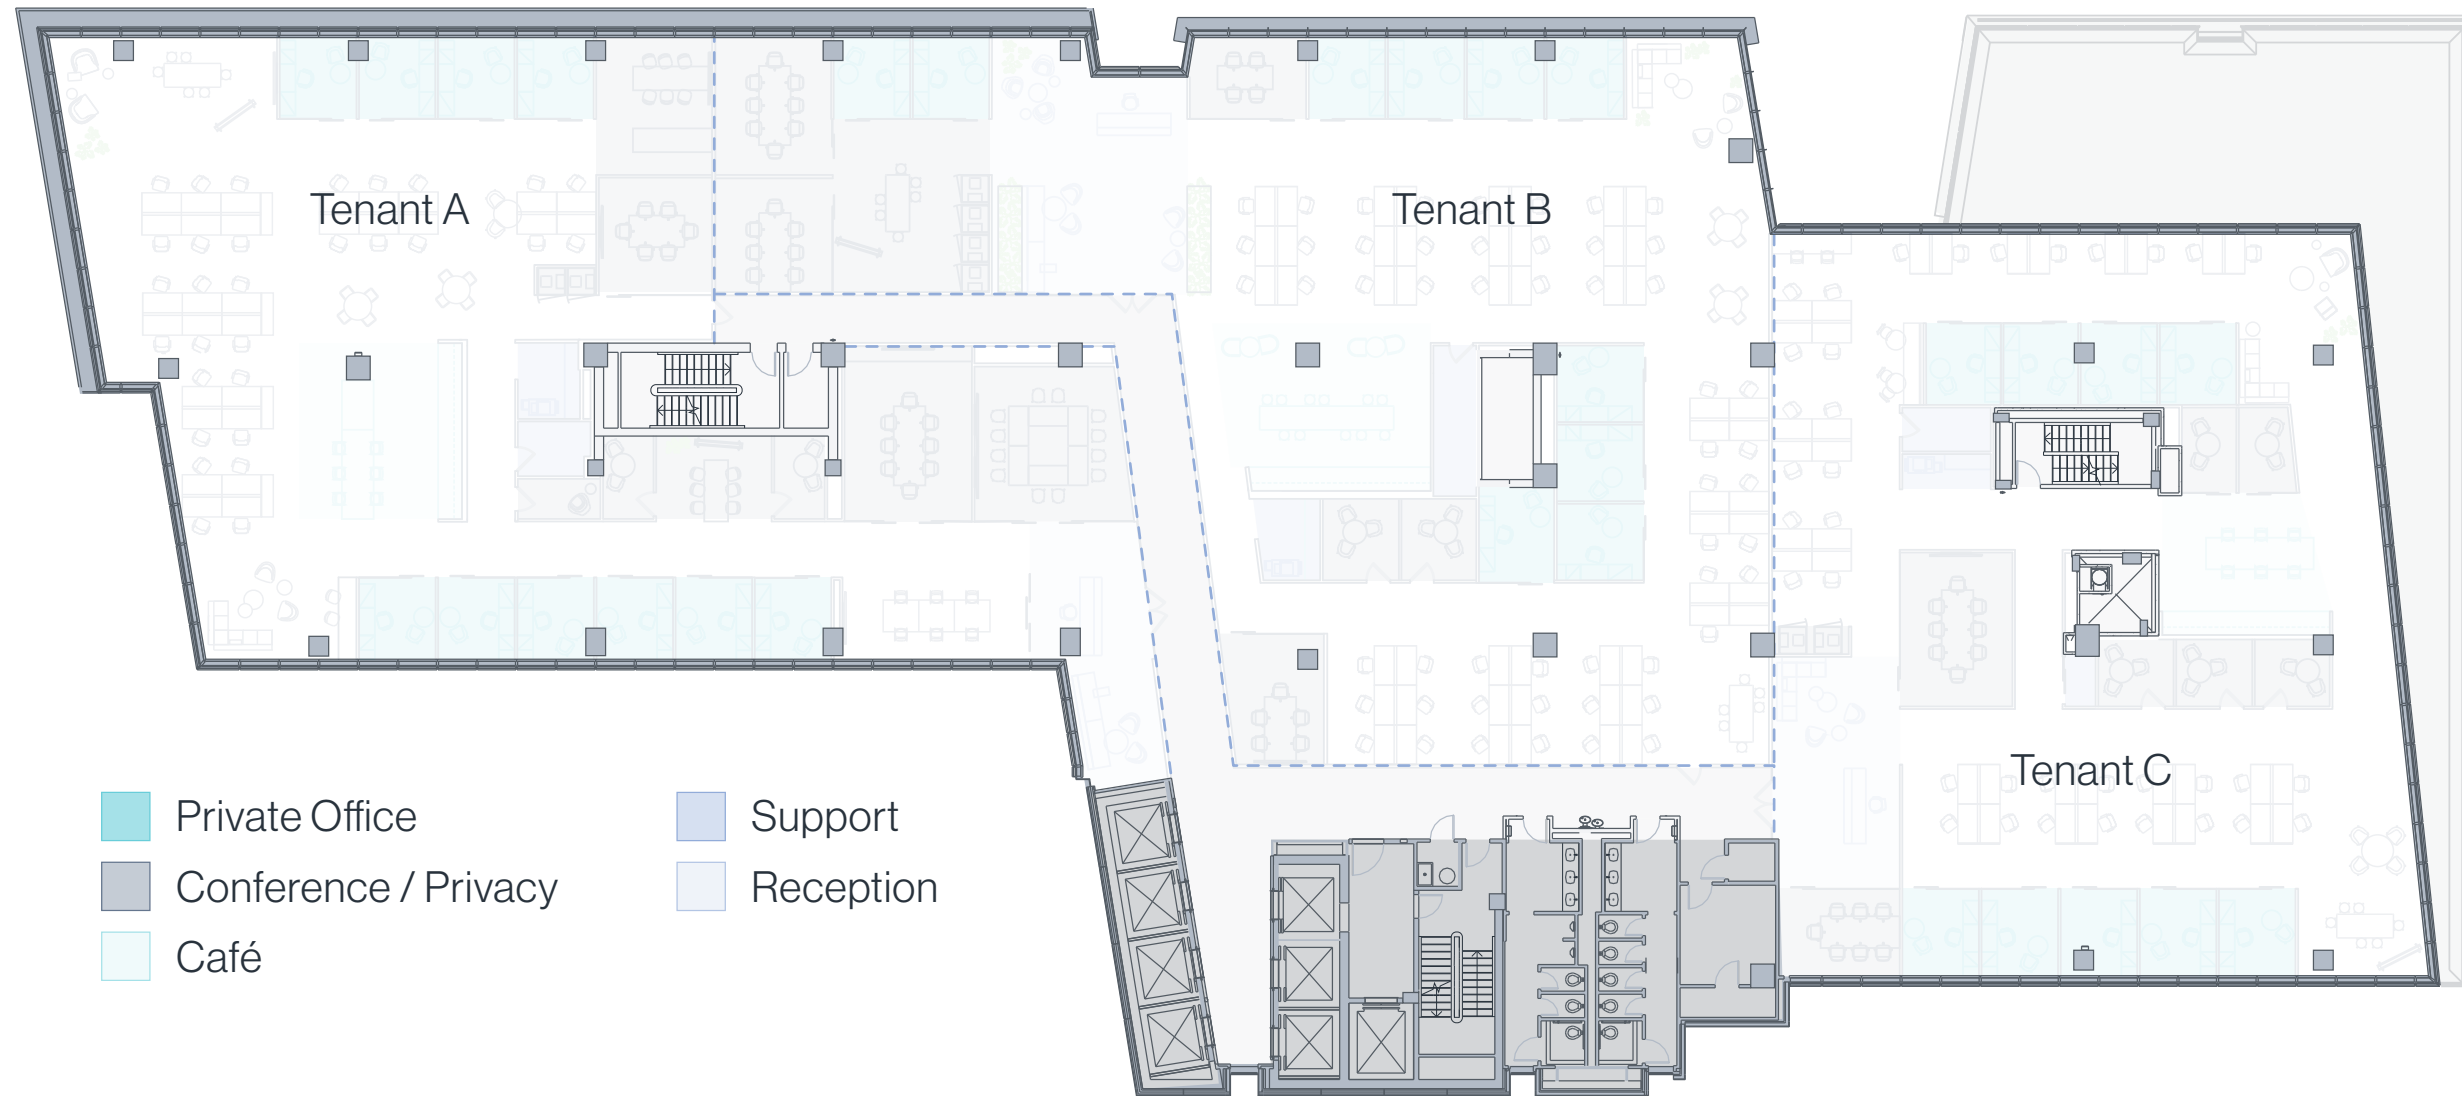 Tenant A
Tenant B
Tenant C
Private Office
Conference / Privacy
Café
Support
Reception